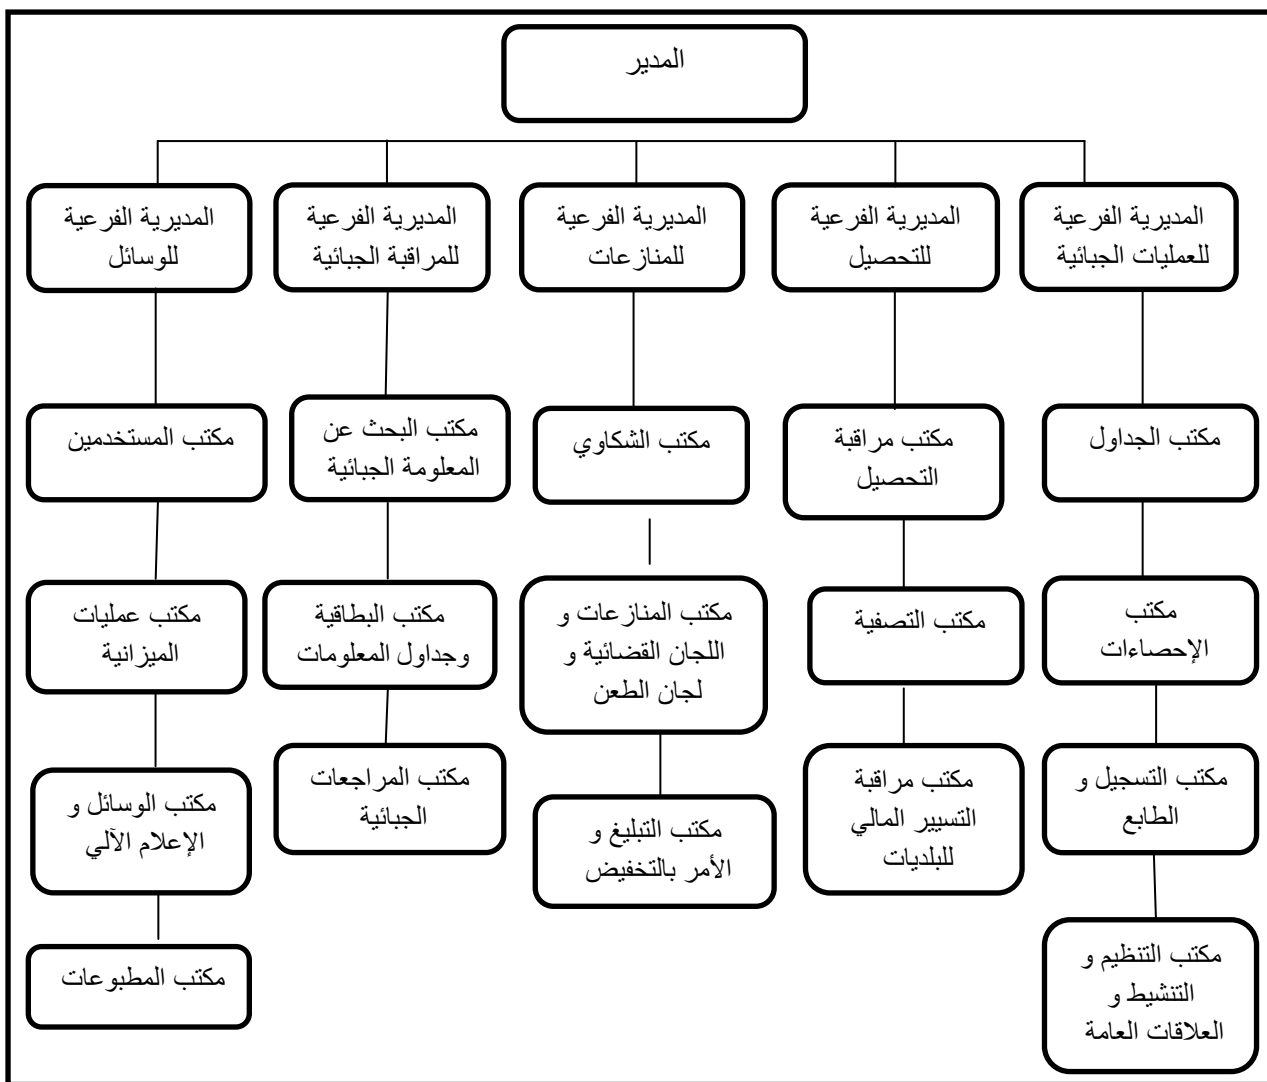 المدير
المديرية الفرعية
للعمليات الجبائية
المديرية الفرعية
للتحصيل
المديرية الفرعية
للمنازعات
المديرية الفرعية
للمراقبة الجبائية
المديرية الفرعية
للوسائل
مكتب الجداول
مكتب مراقبة
التحصيل
مكتب الشكاوي
مكتب البحث عن
المعلومة الجبائية
مكتب المستخدمين
مكتب
الإحصاءات
مكتب التصفية
مكتب المنازعات و
اللجان القضائية و
لجان الطعن
مكتب البطاقية
وجداول المعلومات
مكتب عمليات
الميزانية
مكتب التسجيل و
الطابع
مكتب مراقبة
التسيير المالي
للبلديات
مكتب التبليغ و
الأمر بالتخفيض
مكتب المراجعات
الجبائية
مكتب الوسائل و
الإعلام الآلي
مكتب التنظيم و
التنشيط و
العلاقات العامة
مكتب المطبوعات